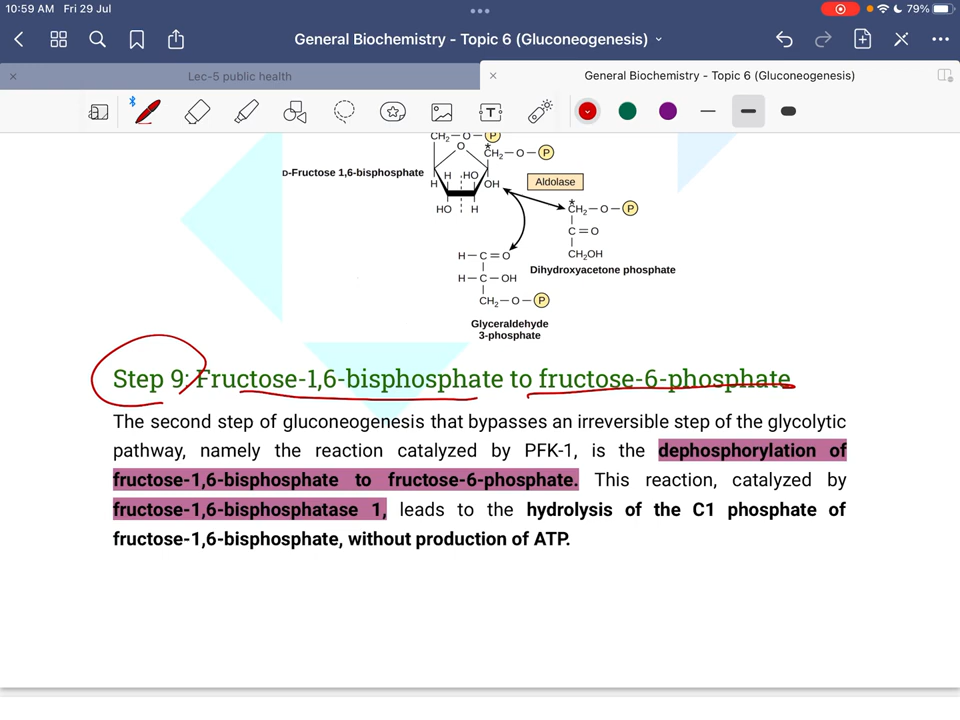 10:59 AM Fri 29 Jul
79%
General Biochemistry - Topic 6 (Gluconeogenesis)
Lec-5 public health
General Biochemistry - Topic 6 (Gluconeogenesis)
CH₂—O—P
*
O CH₂—O—P
D-Fructose 1,6-bisphosphate
H HO
H OH
Aldolase
HO H
*
CH₂—O—P
C=O
CH₂OH
Dihydroxyacetone phosphate
H—C=O
H—C—OH
CH₂—O—P
Glyceraldehyde
3-phosphate
Step 9: Fructose-1,6-bisphosphate to fructose-6-phosphate
The second step of gluconeogenesis that bypasses an irreversible step of the glycolytic
pathway, namely the reaction catalyzed by PFK-1, is the dephosphorylation of
fructose-1,6-bisphosphate to fructose-6-phosphate. This reaction, catalyzed by
fructose-1,6-bisphosphatase 1, leads to the hydrolysis of the C1 phosphate of
fructose-1,6-bisphosphate, without production of ATP.